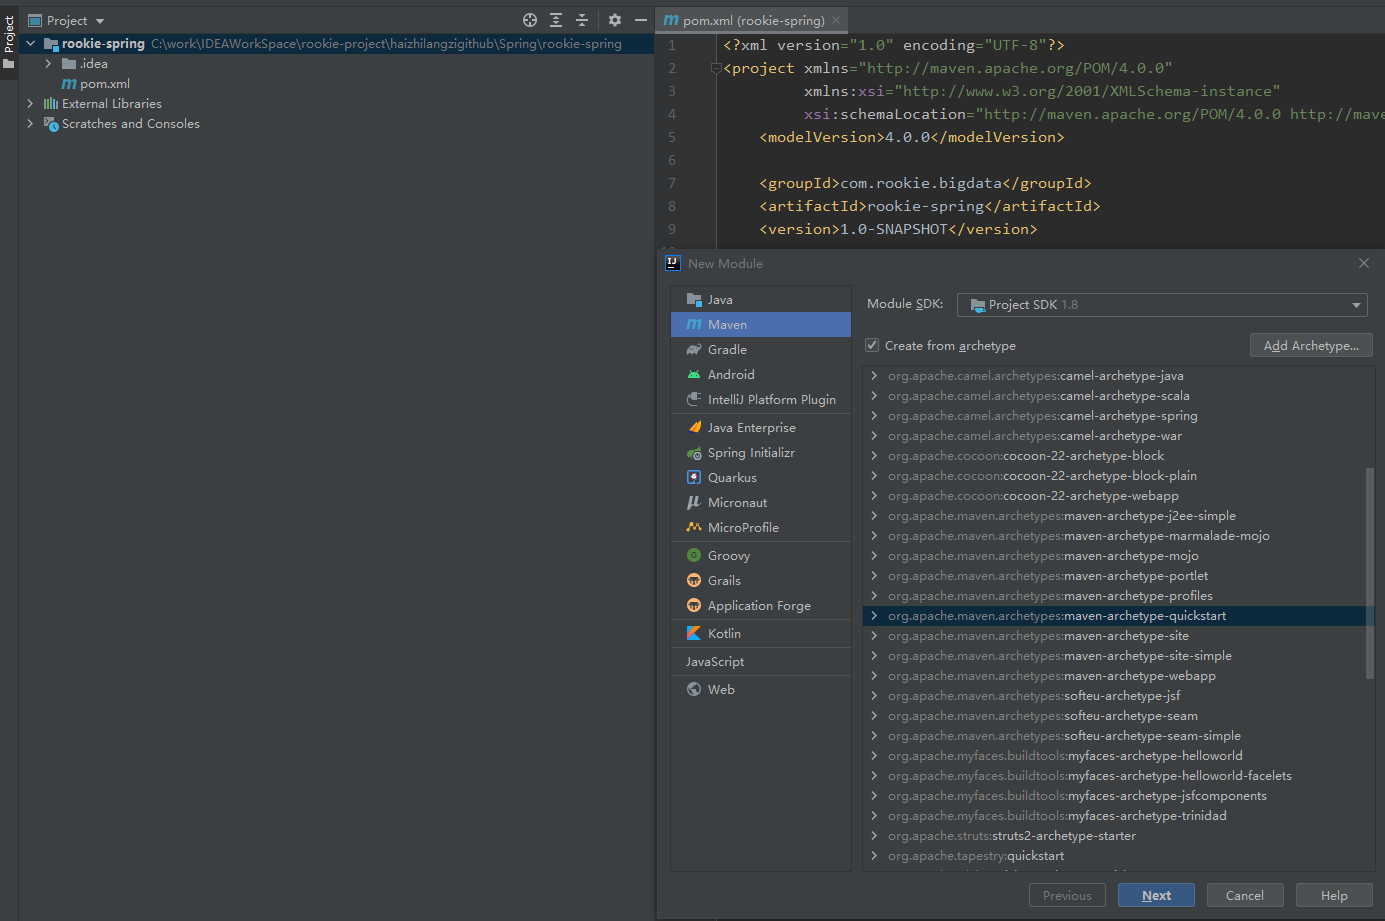 Project
Project
rookie-spring C:\work\IDEAWorkSpace\rookie-project\haizhilangzigithub\Spring\rookie-spring
.idea
pom.xml
External Libraries
Scratches and Consoles
pom.xml (rookie-spring)
1 <?xml version="1.0" encoding="UTF-8"?>
2 <project xmlns="http://maven.apache.org/POM/4.0.0"
3 xmlns:xsi="http://www.w3.org/2001/XMLSchema-instance"
4 xsi:schemaLocation="http://maven.apache.org/POM/4.0.0 http://mave
5 <modelVersion>4.0.0</modelVersion>
6
7 <groupId>com.rookie.bigdata</groupId>
8 <artifactId>rookie-spring</artifactId>
9 <version>1.0-SNAPSHOT</version>
New Module
Java
Maven
Gradle
Android
IntelliJ Platform Plugin
Java Enterprise
Spring Initializr
Quarkus
Micronaut
MicroProfile
Groovy
Grails
Application Forge
Kotlin
JavaScript
Web
Module SDK: Project SDK 1.8
Create from archetype Add Archetype...
org.apache.camel.archetypes:camel-archetype-java
org.apache.camel.archetypes:camel-archetype-scala
org.apache.camel.archetypes:camel-archetype-spring
org.apache.camel.archetypes:camel-archetype-war
org.apache.cocoon:cocoon-22-archetype-block
org.apache.cocoon:cocoon-22-archetype-block-plain
org.apache.cocoon:cocoon-22-archetype-webapp
org.apache.maven.archetypes:maven-archetype-j2ee-simple
org.apache.maven.archetypes:maven-archetype-marmalade-mojo
org.apache.maven.archetypes:maven-archetype-mojo
org.apache.maven.archetypes:maven-archetype-portlet
org.apache.maven.archetypes:maven-archetype-profiles
org.apache.maven.archetypes:maven-archetype-quickstart
org.apache.maven.archetypes:maven-archetype-site
org.apache.maven.archetypes:maven-archetype-site-simple
org.apache.maven.archetypes:maven-archetype-webapp
org.apache.maven.archetypes:softeu-archetype-jsf
org.apache.maven.archetypes:softeu-archetype-seam
org.apache.maven.archetypes:softeu-archetype-seam-simple
org.apache.myfaces.buildtools:myfaces-archetype-helloworld
org.apache.myfaces.buildtools:myfaces-archetype-helloworld-facelets
org.apache.myfaces.buildtools:myfaces-archetype-jsfcomponents
org.apache.myfaces.buildtools:myfaces-archetype-trinidad
org.apache.struts:struts2-archetype-starter
org.apache.tapestry:quickstart
Previous Next Cancel Help